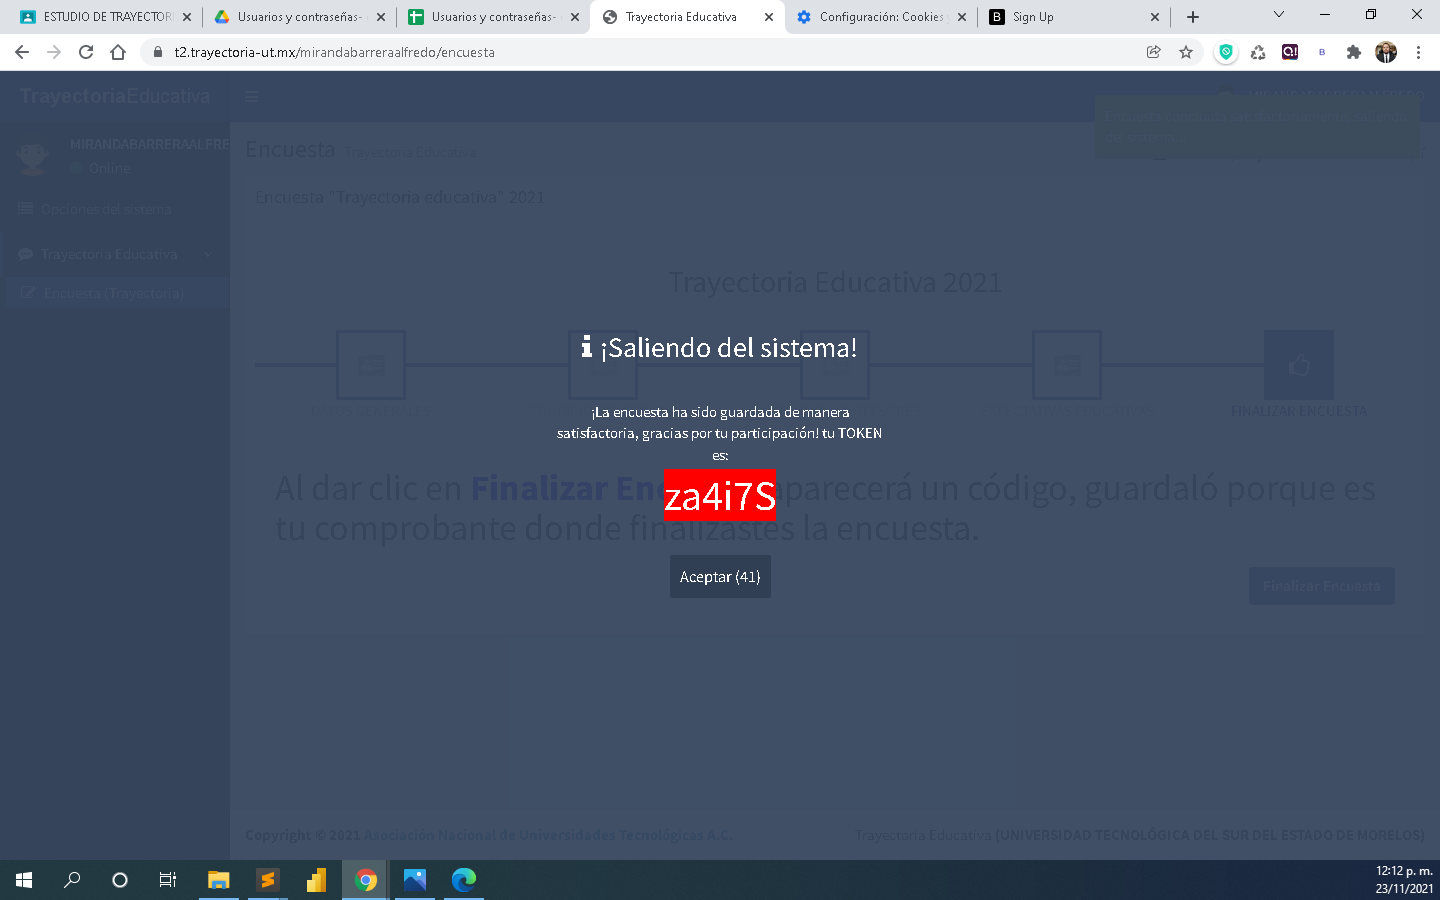 ESTUDIO DE TRAYECTORI
Usuarios y contraseñas-
Usuarios y contraseñas-
Trayectoria Educativa
Configuración: Cookies
Sign Up
t2.trayectoria-ut.mx/mirandabarreraalfredo/encuesta
TrayectoriaEducativa
MIRANDABARRERAALFREDO
MIRANDABARRERAALFRE
Online
Encuesta Trayectoria Educativa
Opciones del sistema
Encuesta "Trayectoria educativa" 2021
Trayectoria Educativa
Encuesta (Trayectoria)
Trayectoria Educativa 2021
¡Saliendo del sistema!
FINALIZAR ENCUESTA
¡La encuesta ha sido guardada de manera
satisfactoria, gracias por tu participación! tu TOKEN
es:
za4i7S
Al dar clic en Finalizar En aparecerá un código, guardaló porque es
tu comprobante donde finalizastes la encuesta.
Aceptar (41)
Finalizar Encuesta
Copyright © 2021 Asociación Nacional de Universidades Tecnológicas A.C.
Trayectoria Educativa (UNIVERSIDAD TECNOLÓGICA DEL SUR DEL ESTADO DE MORELOS)
12:12 p. m.
23/11/2021